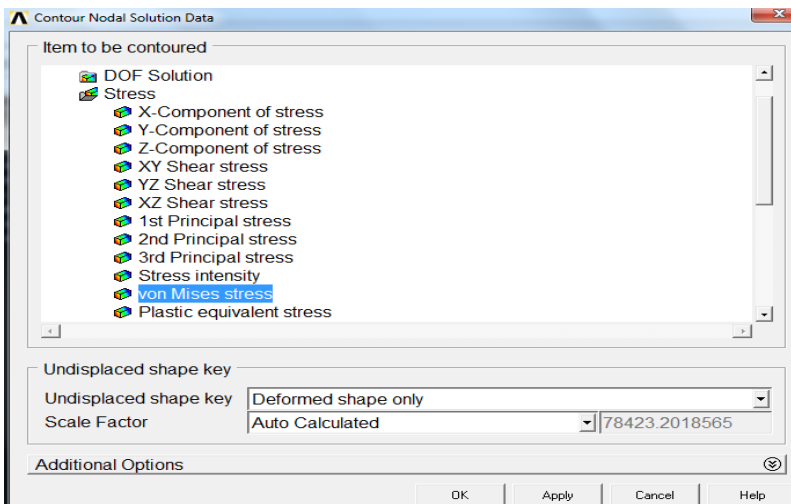 Contour Nodal Solution Data
Item to be contoured
DOF Solution
Stress
X-Component of stress
Y-Component of stress
Z-Component of stress
XY Shear stress
YZ Shear stress
XZ Shear stress
1st Principal stress
2nd Principal stress
3rd Principal stress
Stress intensity
von Mises stress
Plastic equivalent stress
Undisplaced shape key
Undisplaced shape key Deformed shape only
Scale Factor Auto Calculated 78423.2018565
Additional Options
OK Apply Cancel Help